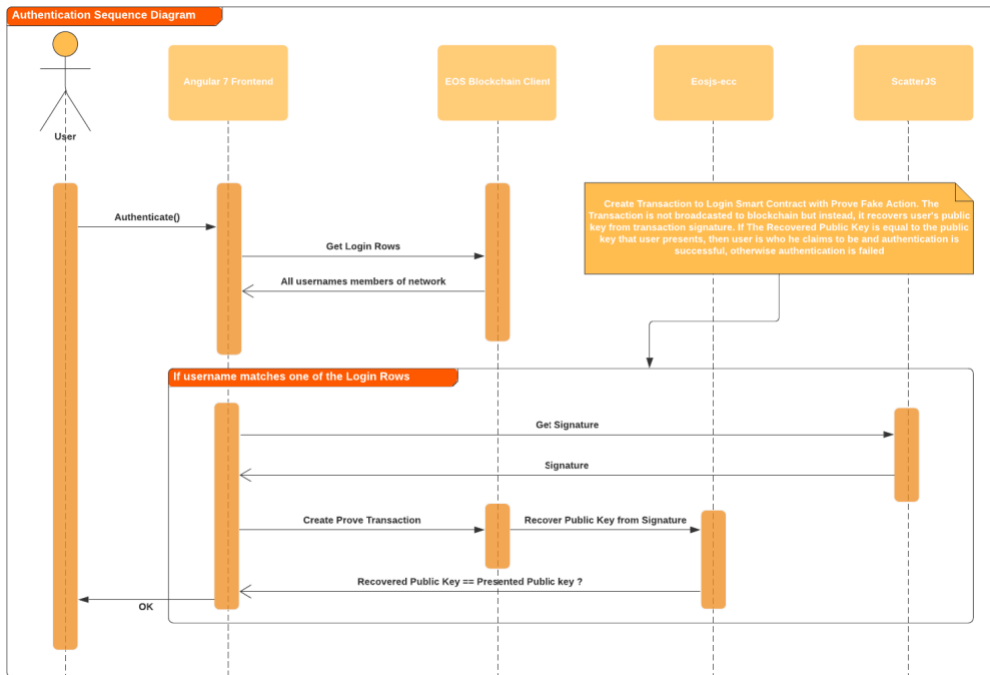 Authentication Sequence Diagram
Angular 7 Frontend
EOS Blockchain Client
Eosjs-ecc
ScatterJS
User
Create Transaction to Login Smart Contract with Prove Fake Action. The
Transaction is not broadcasted to blockchain but instead, it recovers user's public
key from transaction signature. If The Recovered Public Key is equal to the public
key that user presents, then user is who he claims to be and authentication is
successful, otherwise authentication is failed
Authenticate()
Get Login Rows
All usernames members of network
If username matches one of the Login Rows
Get Signature
Signature
Create Prove Transaction
Recover Public Key from Signature
Recovered Public Key == Presented Public key ?
OK